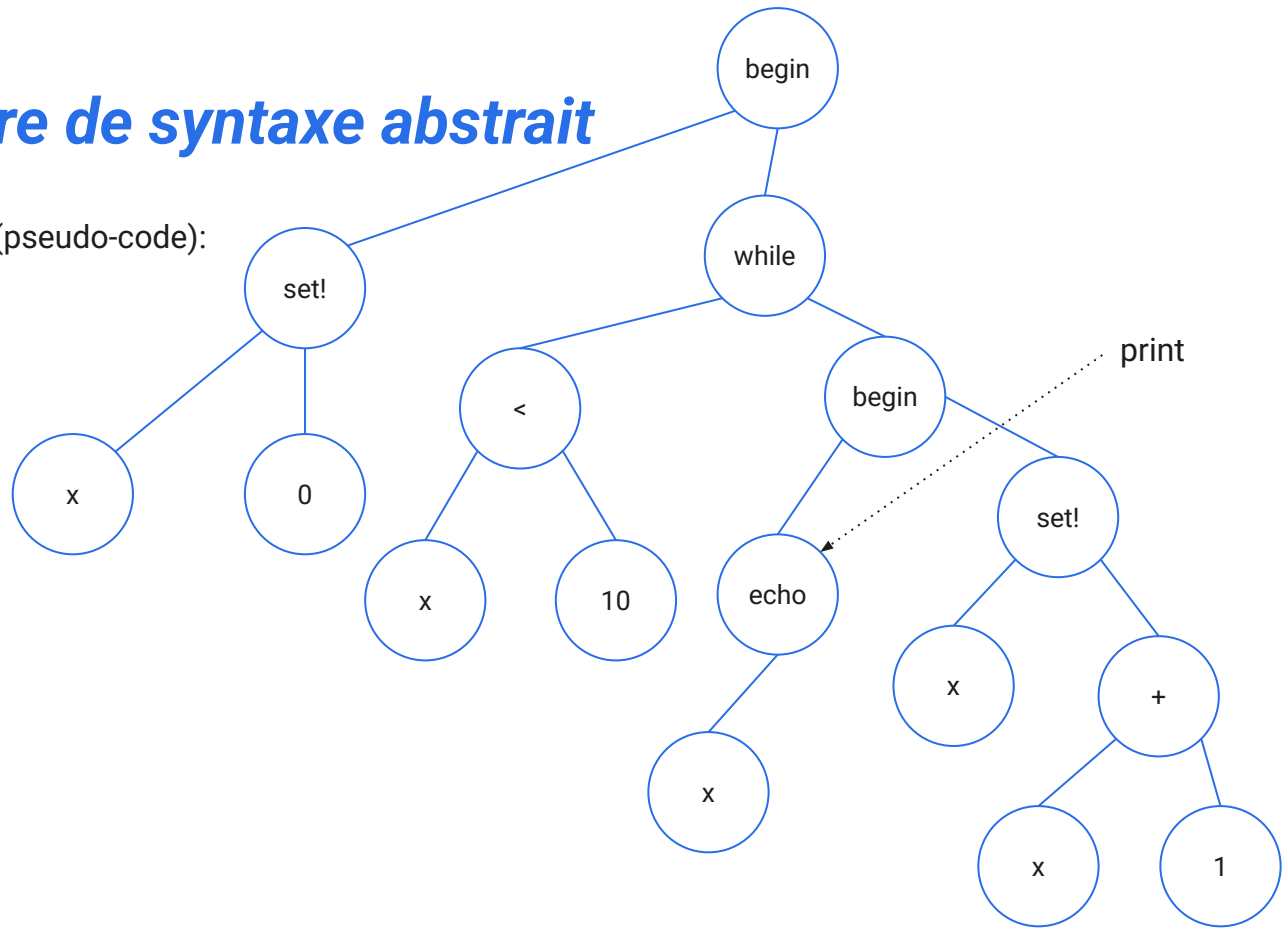 begin
re de syntaxe abstrait
(pseudo-code):
while
set!
print
<
begin
x
0
set!
x
10
echo
x
+
x
x
1